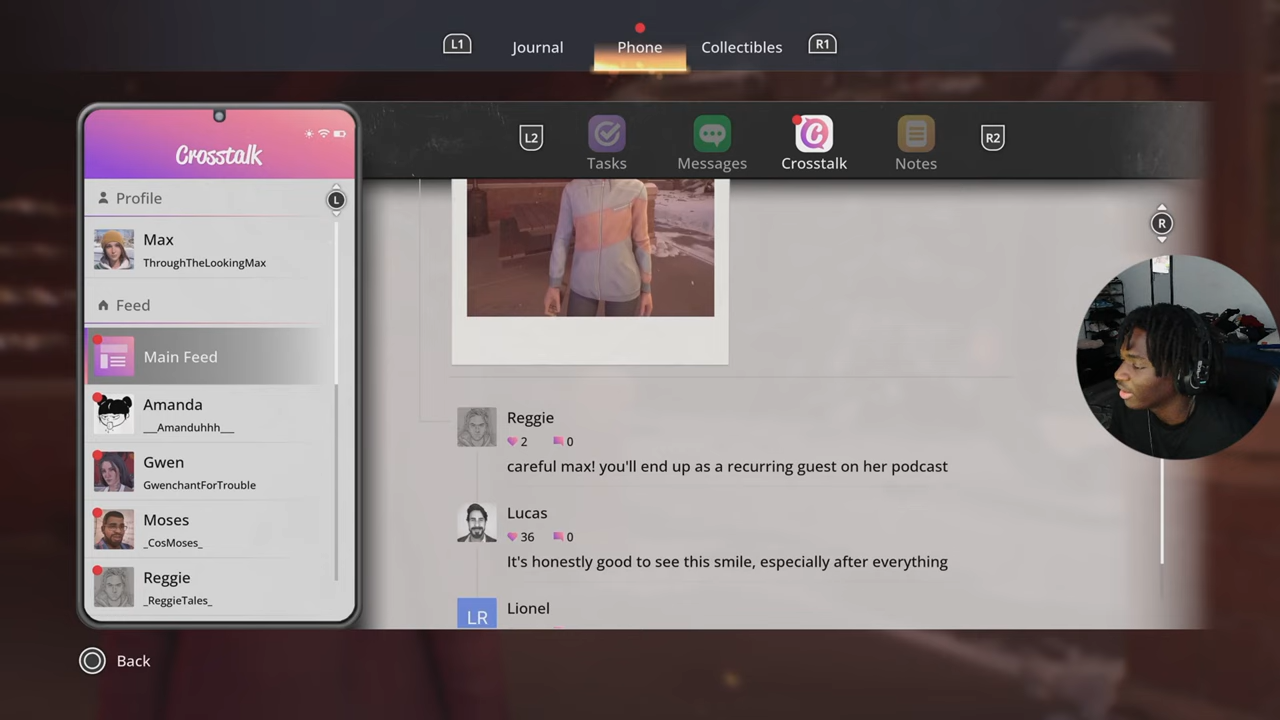 L1
Journal
Phone
Collectibles
R1
Crosstalk
L2
Tasks
Messages
Crosstalk
Notes
R2
Profile
L
Max
ThroughTheLookingMax
Feed
Main Feed
Amanda
___Amanduhhh___
Gwen
GwenchantForTrouble
Moses
_CosMoses_
Reggie
_ReggieTales_
R
Reggie
2 0
careful max! you'll end up as a recurring guest on her podcast
Lucas
36 0
It's honestly good to see this smile, especially after everything
LR
Lionel
Back